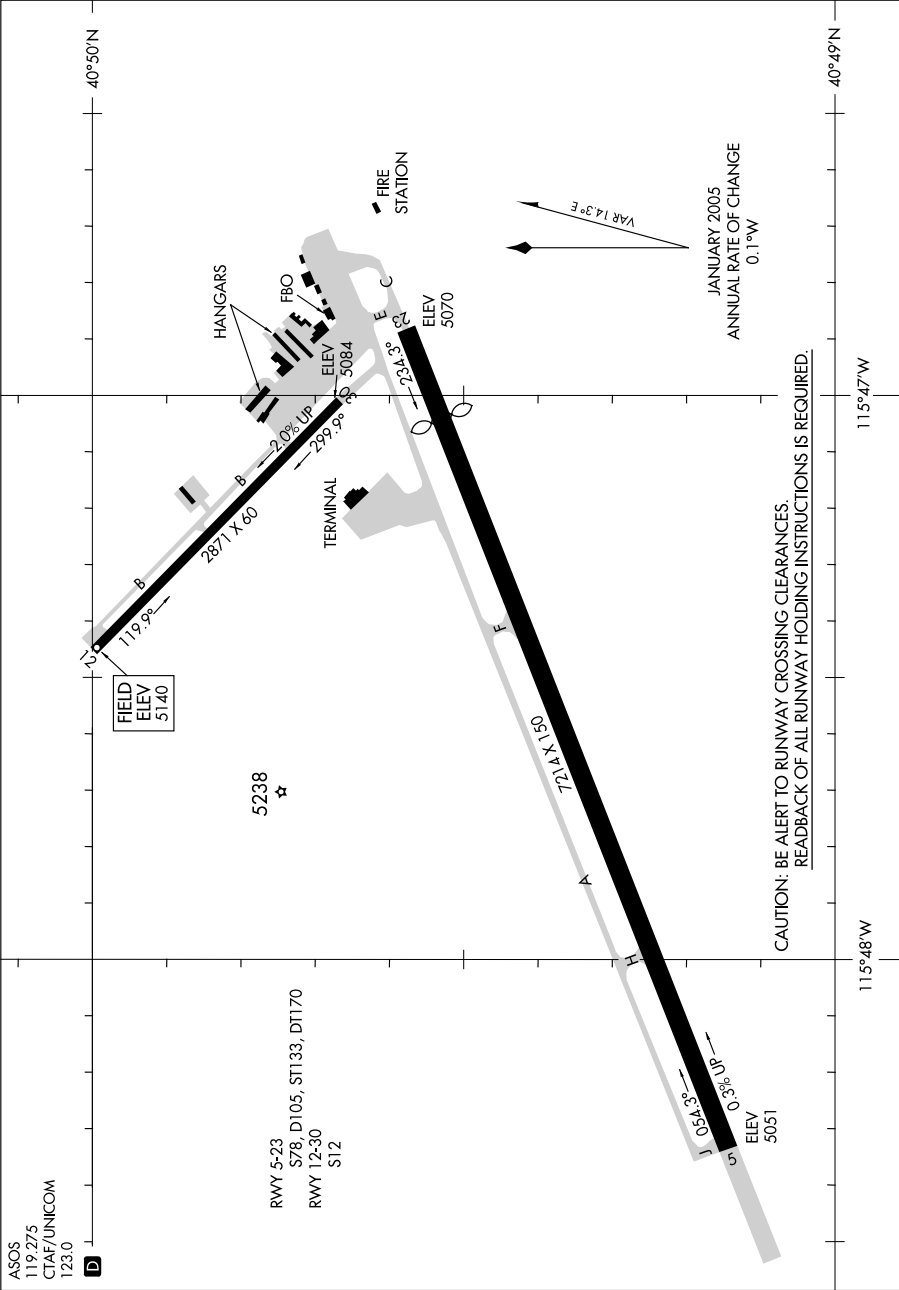 ASOS
119.275
CTAF/UNICOM
123.0
D
40°50'N
40°49'N
115°47'W
115°48'W
HANGARS
FBO
FIRE
STATION
ELEV
5084
30
2.0% UP
299.9°
B
B
2871 X 60
119.9°
12
FIELD
ELEV
5140
TERMINAL
E
C
23
ELEV
5070
234.3°
VAR 14.3° E
JANUARY 2005
ANNUAL RATE OF CHANGE
0.1°W
5238
F
7214 X 150
A
H
J
054.3°
0.3% UP
5
ELEV
5051
RWY 5-23
S78, D105, ST133, DT170
RWY 12-30
S12
CAUTION: BE ALERT TO RUNWAY CROSSING CLEARANCES.
READBACK OF ALL RUNWAY HOLDING INSTRUCTIONS IS REQUIRED.